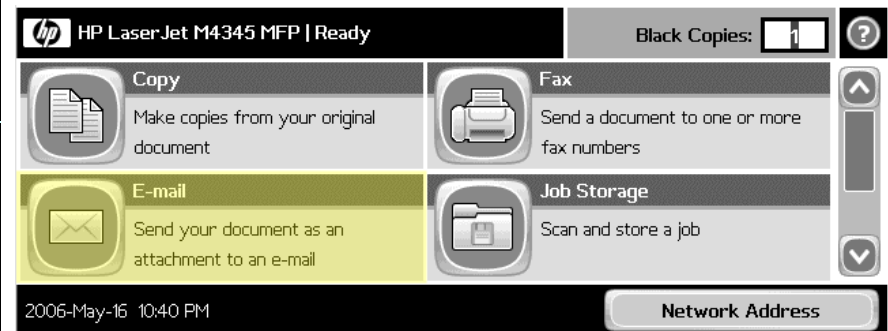 hp HP LaserJet M4345 MFP | Ready
Black Copies: 1 ?
Copy
Make copies from your original
document
Fax
Send a document to one or more
fax numbers
E-mail
Send your document as an
attachment to an e-mail
Job Storage
Scan and store a job
2006-May-16 10:40 PM
Network Address